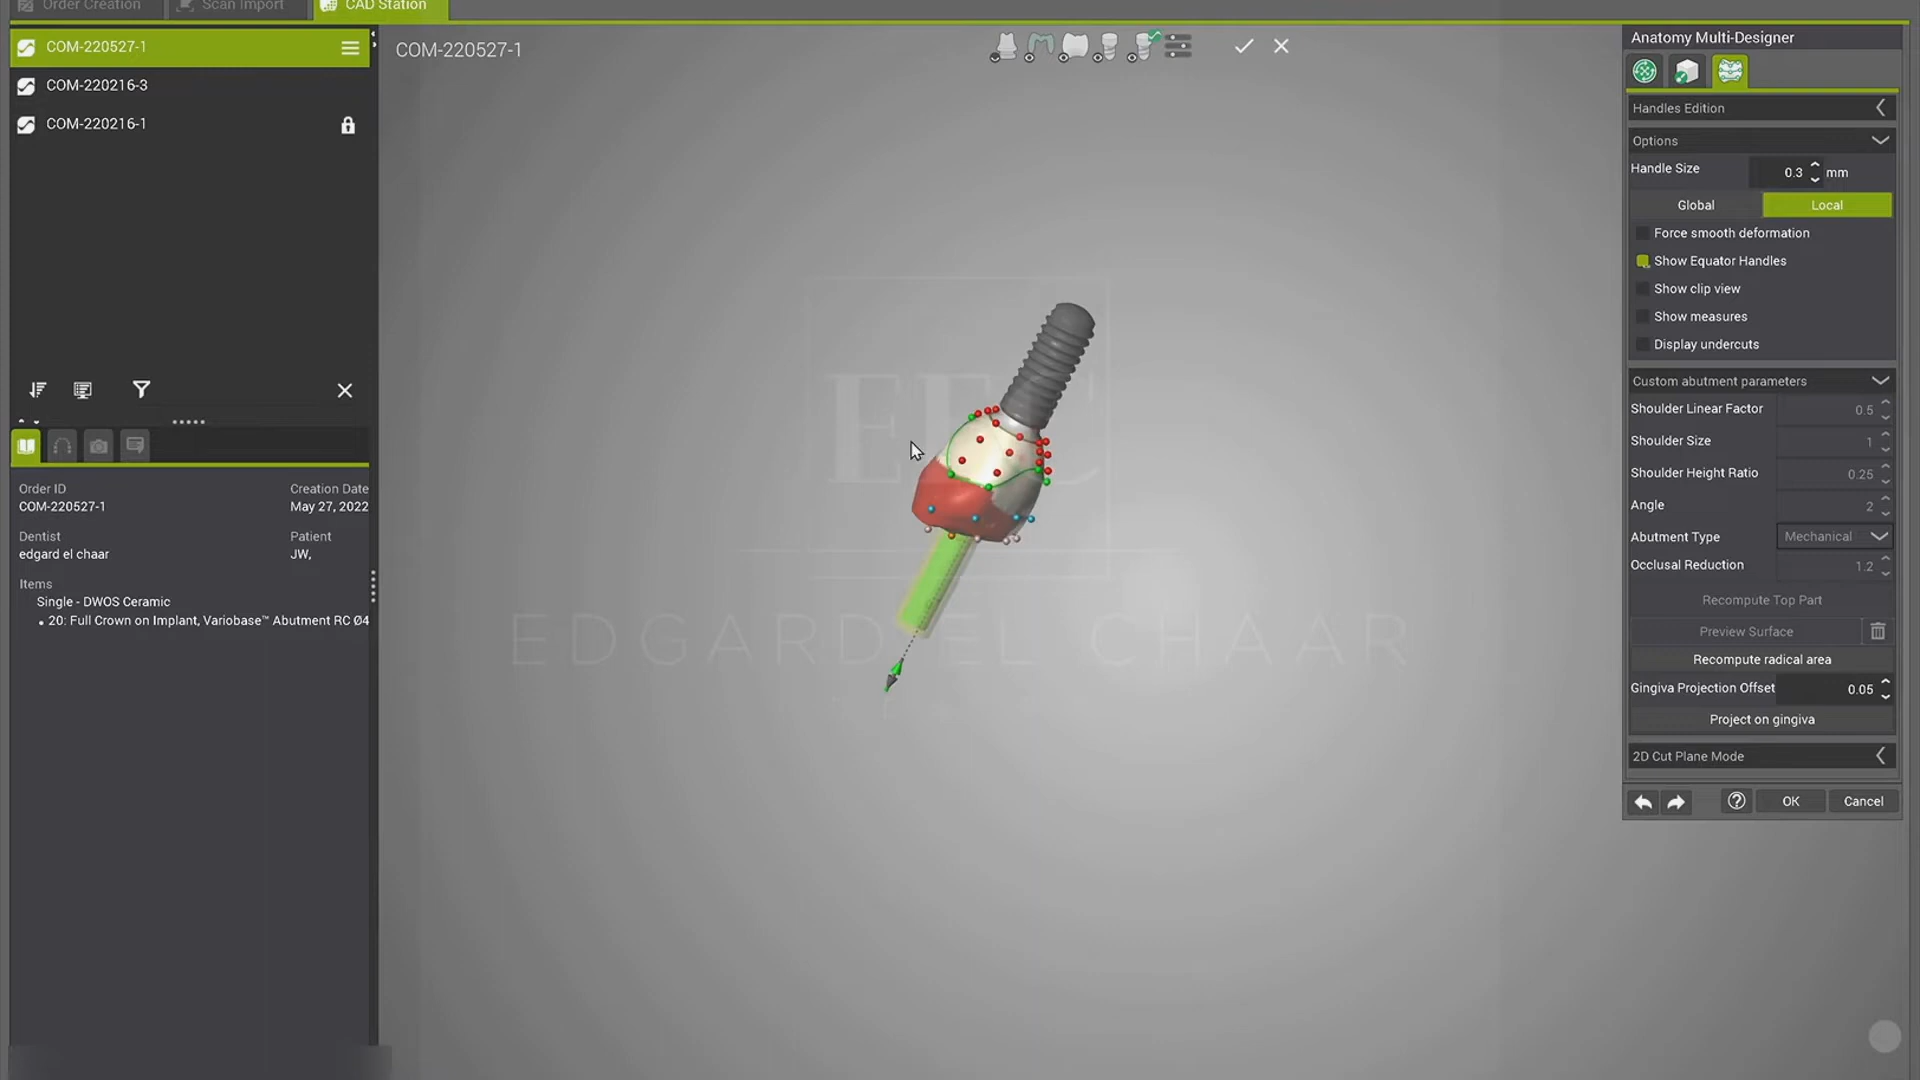 Order Creation
Scan Import
CAD Station
COM-220527-1
COM-220216-3
COM-220216-1
Order ID
Creation Date
COM-220527-1
May 27, 2022
Dentist
Patient
edgard el chaar
JW,
Items
Single - DWOS Ceramic
20: Full Crown on Implant, Variobase™ Abutment RC Ø4
COM-220527-1
EDGARD EL CHAAR
Anatomy Multi-Designer
Handles Edition
Options
Handle Size
0.3
mm
Global
Local
Force smooth deformation
Show Equator Handles
Show clip view
Show measures
Display undercuts
Custom abutment parameters
Shoulder Linear Factor
0.5
Shoulder Size
1
Shoulder Height Ratio
0.25
Angle
2
Abutment Type
Mechanical
Occlusal Reduction
1.2
Recompute Top Part
Preview Surface
Recompute radical area
Gingiva Projection Offset
0.05
Project on gingiva
2D Cut Plane Mode
OK
Cancel